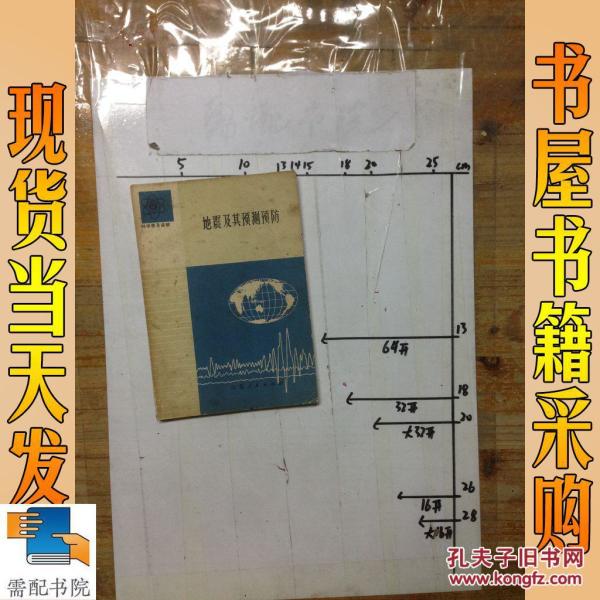 现货当天发
书屋书籍采购
5 10 13 14 15 18 20 25 cm
科学普及读物
地震及其预测预防
13
64开
18
32开
20
大32开
26
16开
28
大16开
需配书院
孔夫子旧书网
www.kongfz.com